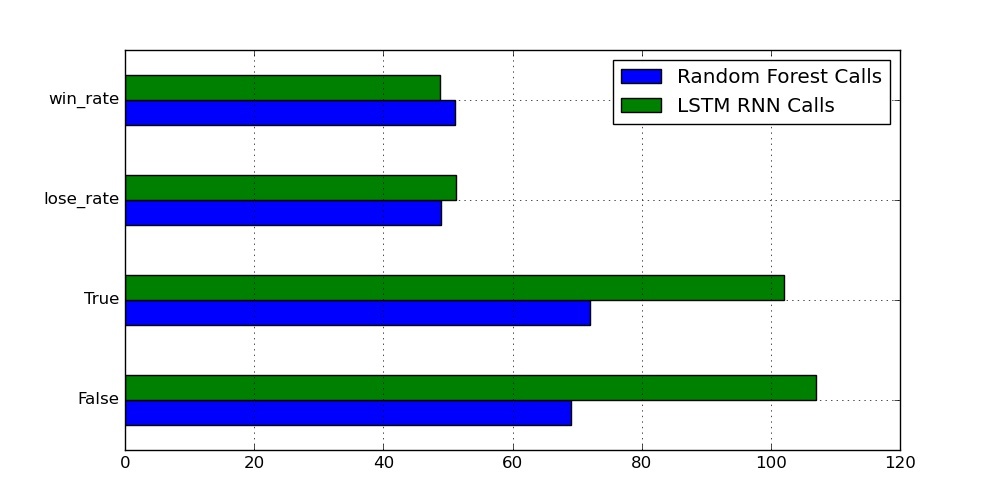 Random Forest Calls
LSTM RNN Calls
win_rate
lose_rate
True
False
0 20 40 60 80 100 120